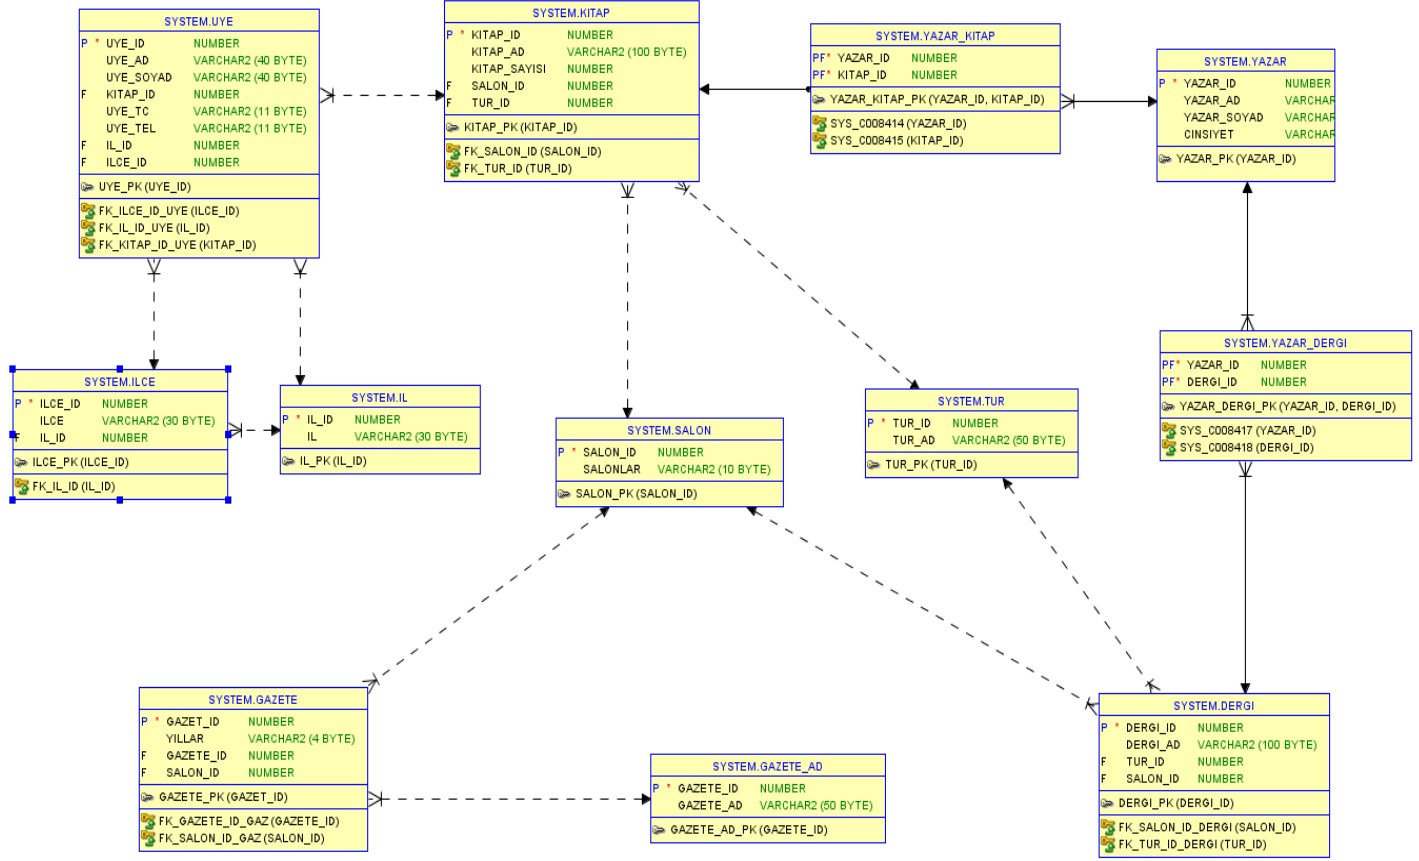 SYSTEM.UYE
P * UYE_ID NUMBER
UYE_AD VARCHAR2 (40 BYTE)
UYE_SOYAD VARCHAR2 (40 BYTE)
F KITAP_ID NUMBER
UYE_TC VARCHAR2 (11 BYTE)
UYE_TEL VARCHAR2 (11 BYTE)
F IL_ID NUMBER
F ILCE_ID NUMBER
UYE_PK (UYE_ID)
FK_ILCE_ID_UYE (ILCE_ID)
FK_IL_ID_UYE (IL_ID)
FK_KITAP_ID_UYE (KITAP_ID)
SYSTEM.KITAP
P * KITAP_ID NUMBER
KITAP_AD VARCHAR2 (100 BYTE)
KITAP_SAYISI NUMBER
F SALON_ID NUMBER
F TUR_ID NUMBER
KITAP_PK (KITAP_ID)
FK_SALON_ID (SALON_ID)
FK_TUR_ID (TUR_ID)
SYSTEM.YAZAR_KITAP
PF* YAZAR_ID NUMBER
PF* KITAP_ID NUMBER
YAZAR_KITAP_PK (YAZAR_ID, KITAP_ID)
SYS_C008414 (YAZAR_ID)
SYS_C008415 (KITAP_ID)
SYSTEM.YAZAR
P * YAZAR_ID NUMBER
YAZAR_AD VARCHAR
YAZAR_SOYAD VARCHAR
CINSIYET VARCHAR
YAZAR_PK (YAZAR_ID)
SYSTEM.ILCE
P * ILCE_ID NUMBER
ILCE VARCHAR2 (30 BYTE)
F IL_ID NUMBER
ILCE_PK (ILCE_ID)
FK_IL_ID (IL_ID)
SYSTEM.IL
P * IL_ID NUMBER
IL VARCHAR2 (30 BYTE)
IL_PK (IL_ID)
SYSTEM.SALON
P * SALON_ID NUMBER
SALONLAR VARCHAR2 (10 BYTE)
SALON_PK (SALON_ID)
SYSTEM.TUR
P * TUR_ID NUMBER
TUR_AD VARCHAR2 (50 BYTE)
TUR_PK (TUR_ID)
SYSTEM.YAZAR_DERGI
PF* YAZAR_ID NUMBER
PF* DERGI_ID NUMBER
YAZAR_DERGI_PK (YAZAR_ID, DERGI_ID)
SYS_C008417 (YAZAR_ID)
SYS_C008418 (DERGI_ID)
SYSTEM.GAZETE
P * GAZET_ID NUMBER
YILLAR VARCHAR2 (4 BYTE)
F GAZETE_ID NUMBER
F SALON_ID NUMBER
GAZETE_PK (GAZET_ID)
FK_GAZETE_ID_GAZ (GAZETE_ID)
FK_SALON_ID_GAZ (SALON_ID)
SYSTEM.GAZETE_AD
P * GAZETE_ID NUMBER
GAZETE_AD VARCHAR2 (50 BYTE)
GAZETE_AD_PK (GAZETE_ID)
SYSTEM.DERGI
P * DERGI_ID NUMBER
DERGI_AD VARCHAR2 (100 BYTE)
F TUR_ID NUMBER
F SALON_ID NUMBER
DERGI_PK (DERGI_ID)
FK_SALON_ID_DERGI (SALON_ID)
FK_TUR_ID_DERGI (TUR_ID)